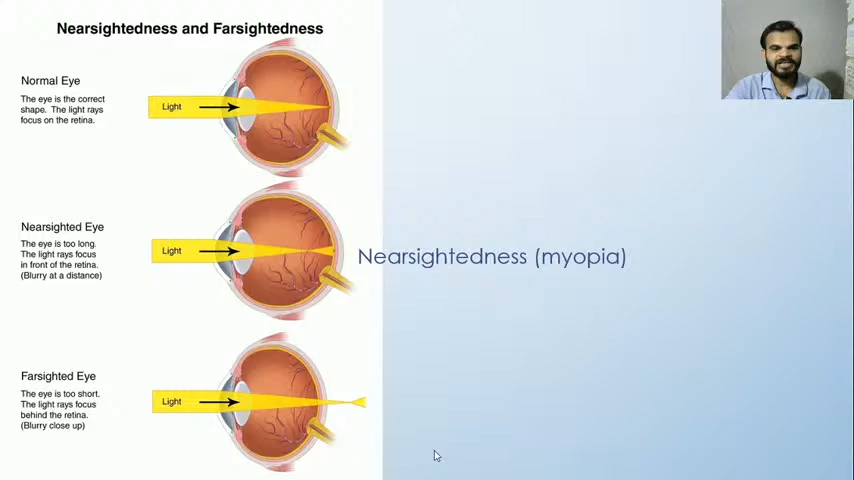 Nearsightedness and Farsightedness
Normal Eye
The eye is the correct
shape. The light rays
focus on the retina.
Light
Nearsighted Eye
The eye is too long.
The light rays focus
in front of the retina.
(Blurry at a distance)
Light
Nearsightedness (myopia)
Farsighted Eye
The eye is too short.
The light rays focus
behind the retina.
(Blurry close up)
Light